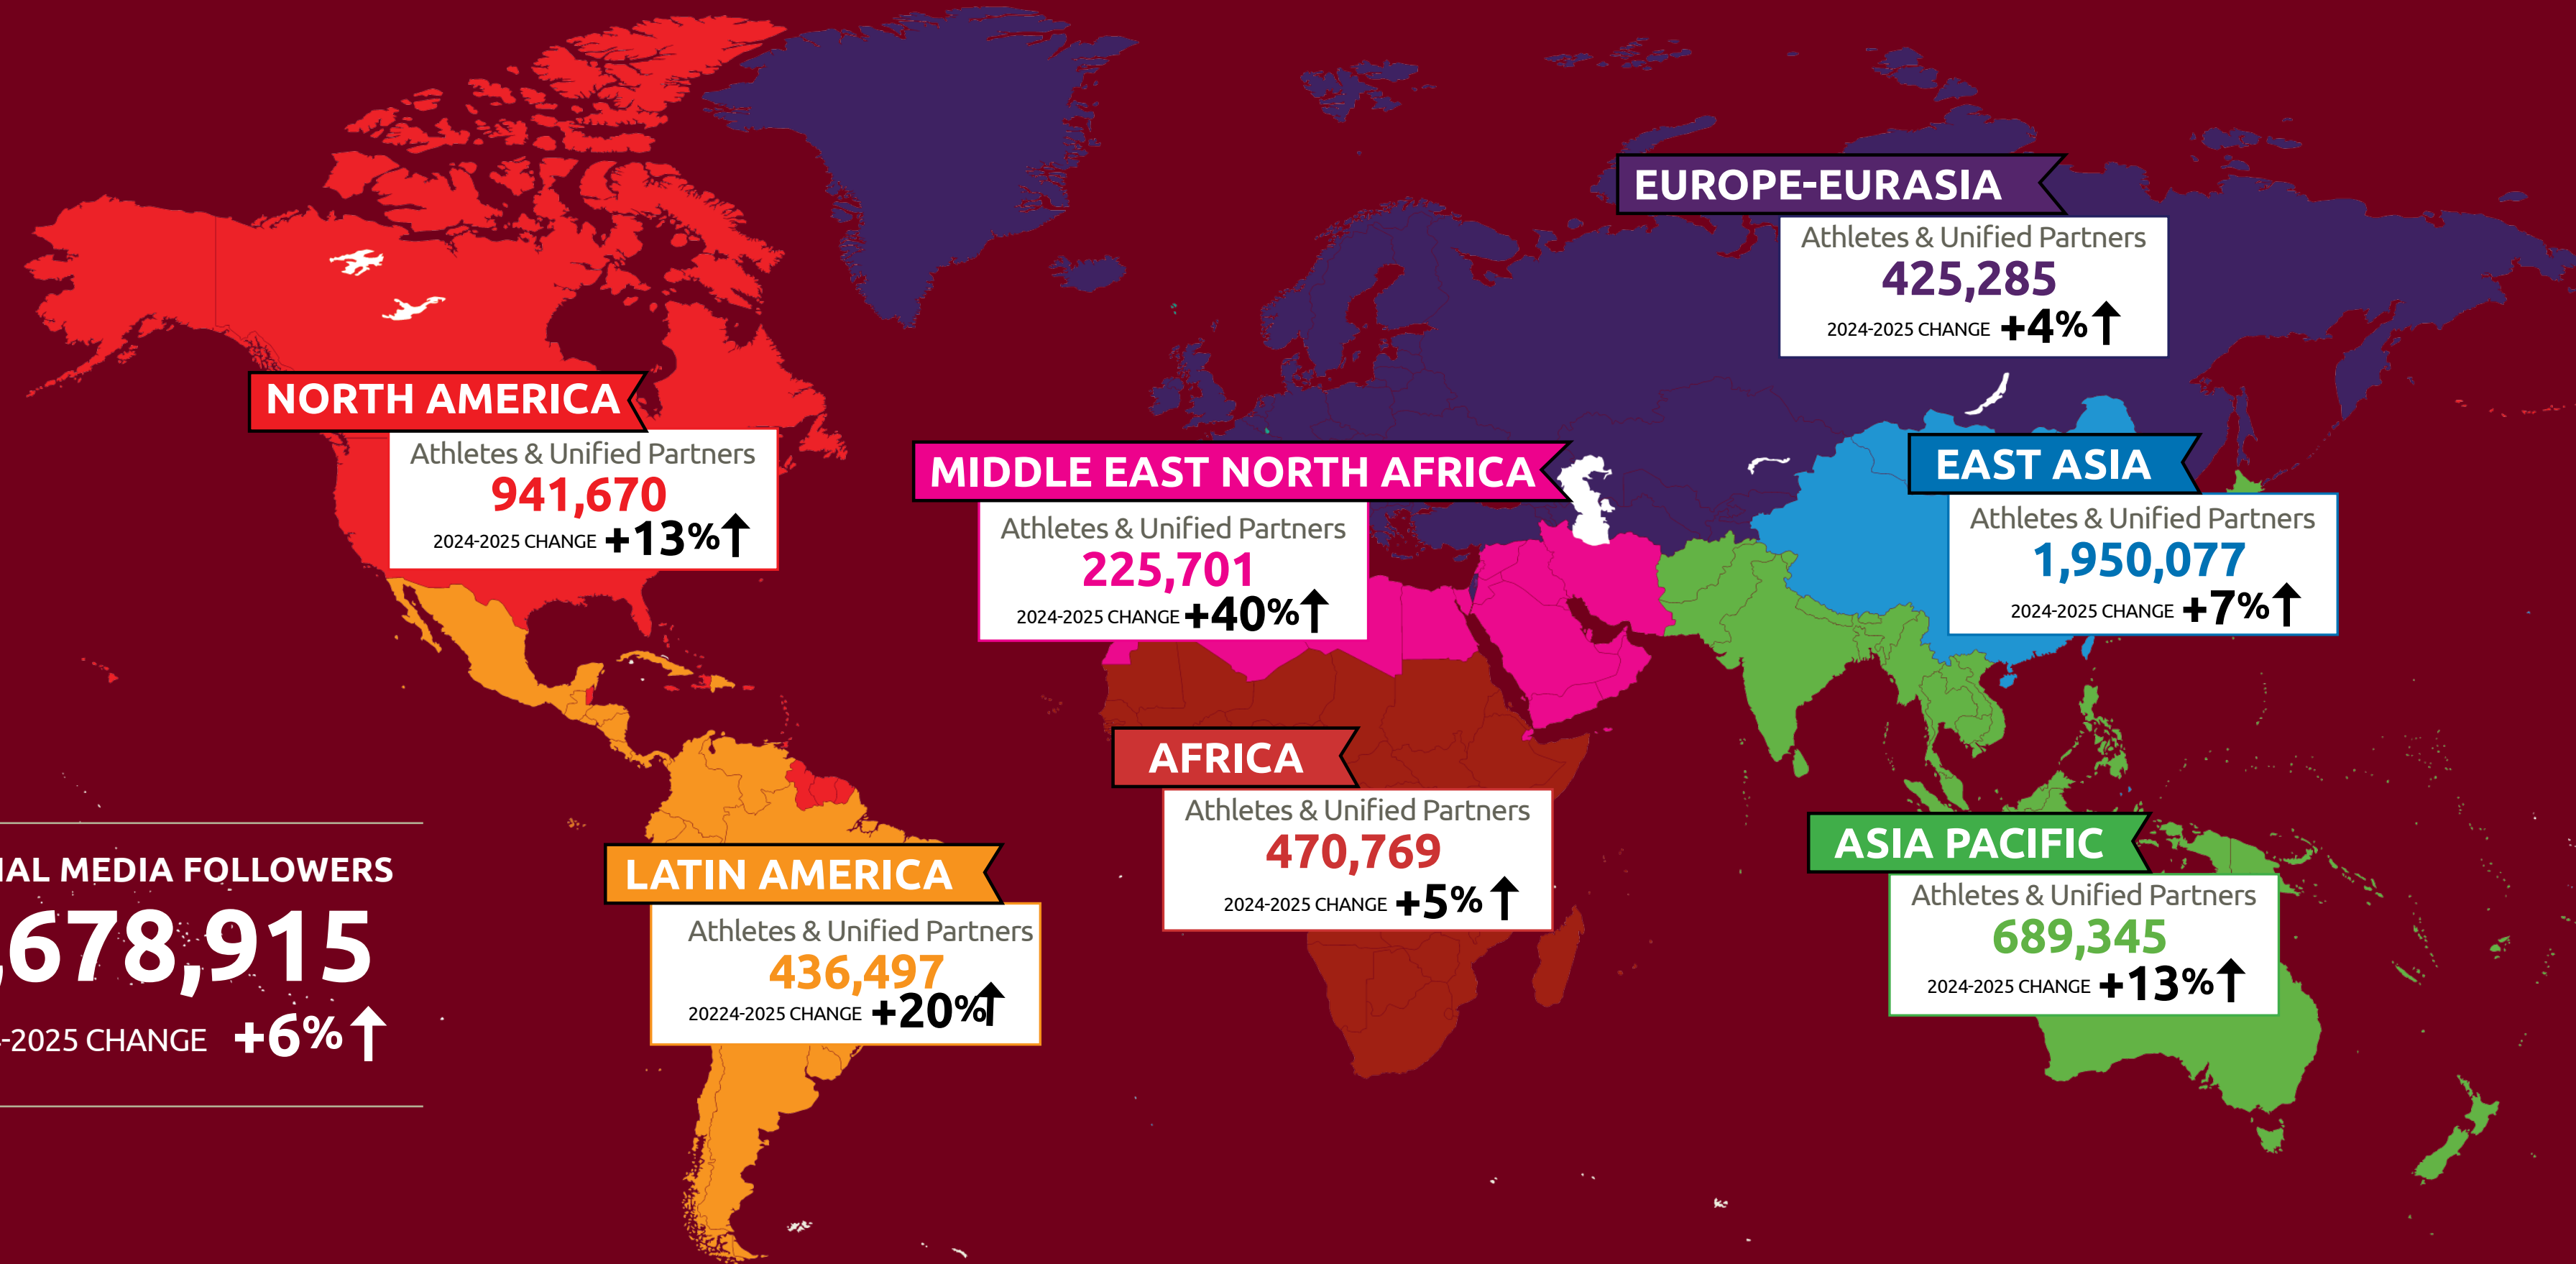 EUROPE-EURASIA
Athletes & Unified Partners
425,285
2024-2025 CHANGE +4%
NORTH AMERICA
Athletes & Unified Partners
941,670
2024-2025 CHANGE +13%
MIDDLE EAST NORTH AFRICA
Athletes & Unified Partners
225,701
2024-2025 CHANGE +40%
EAST ASIA
Athletes & Unified Partners
1,950,077
2024-2025 CHANGE +7%
AFRICA
Athletes & Unified Partners
470,769
2024-2025 CHANGE +5%
ASIA PACIFIC
Athletes & Unified Partners
689,345
2024-2025 CHANGE +13%
LATIN AMERICA
Athletes & Unified Partners
436,497
20224-2025 CHANGE +20%
MEDIA FOLLOWERS
,678,915
-2025 CHANGE +6%